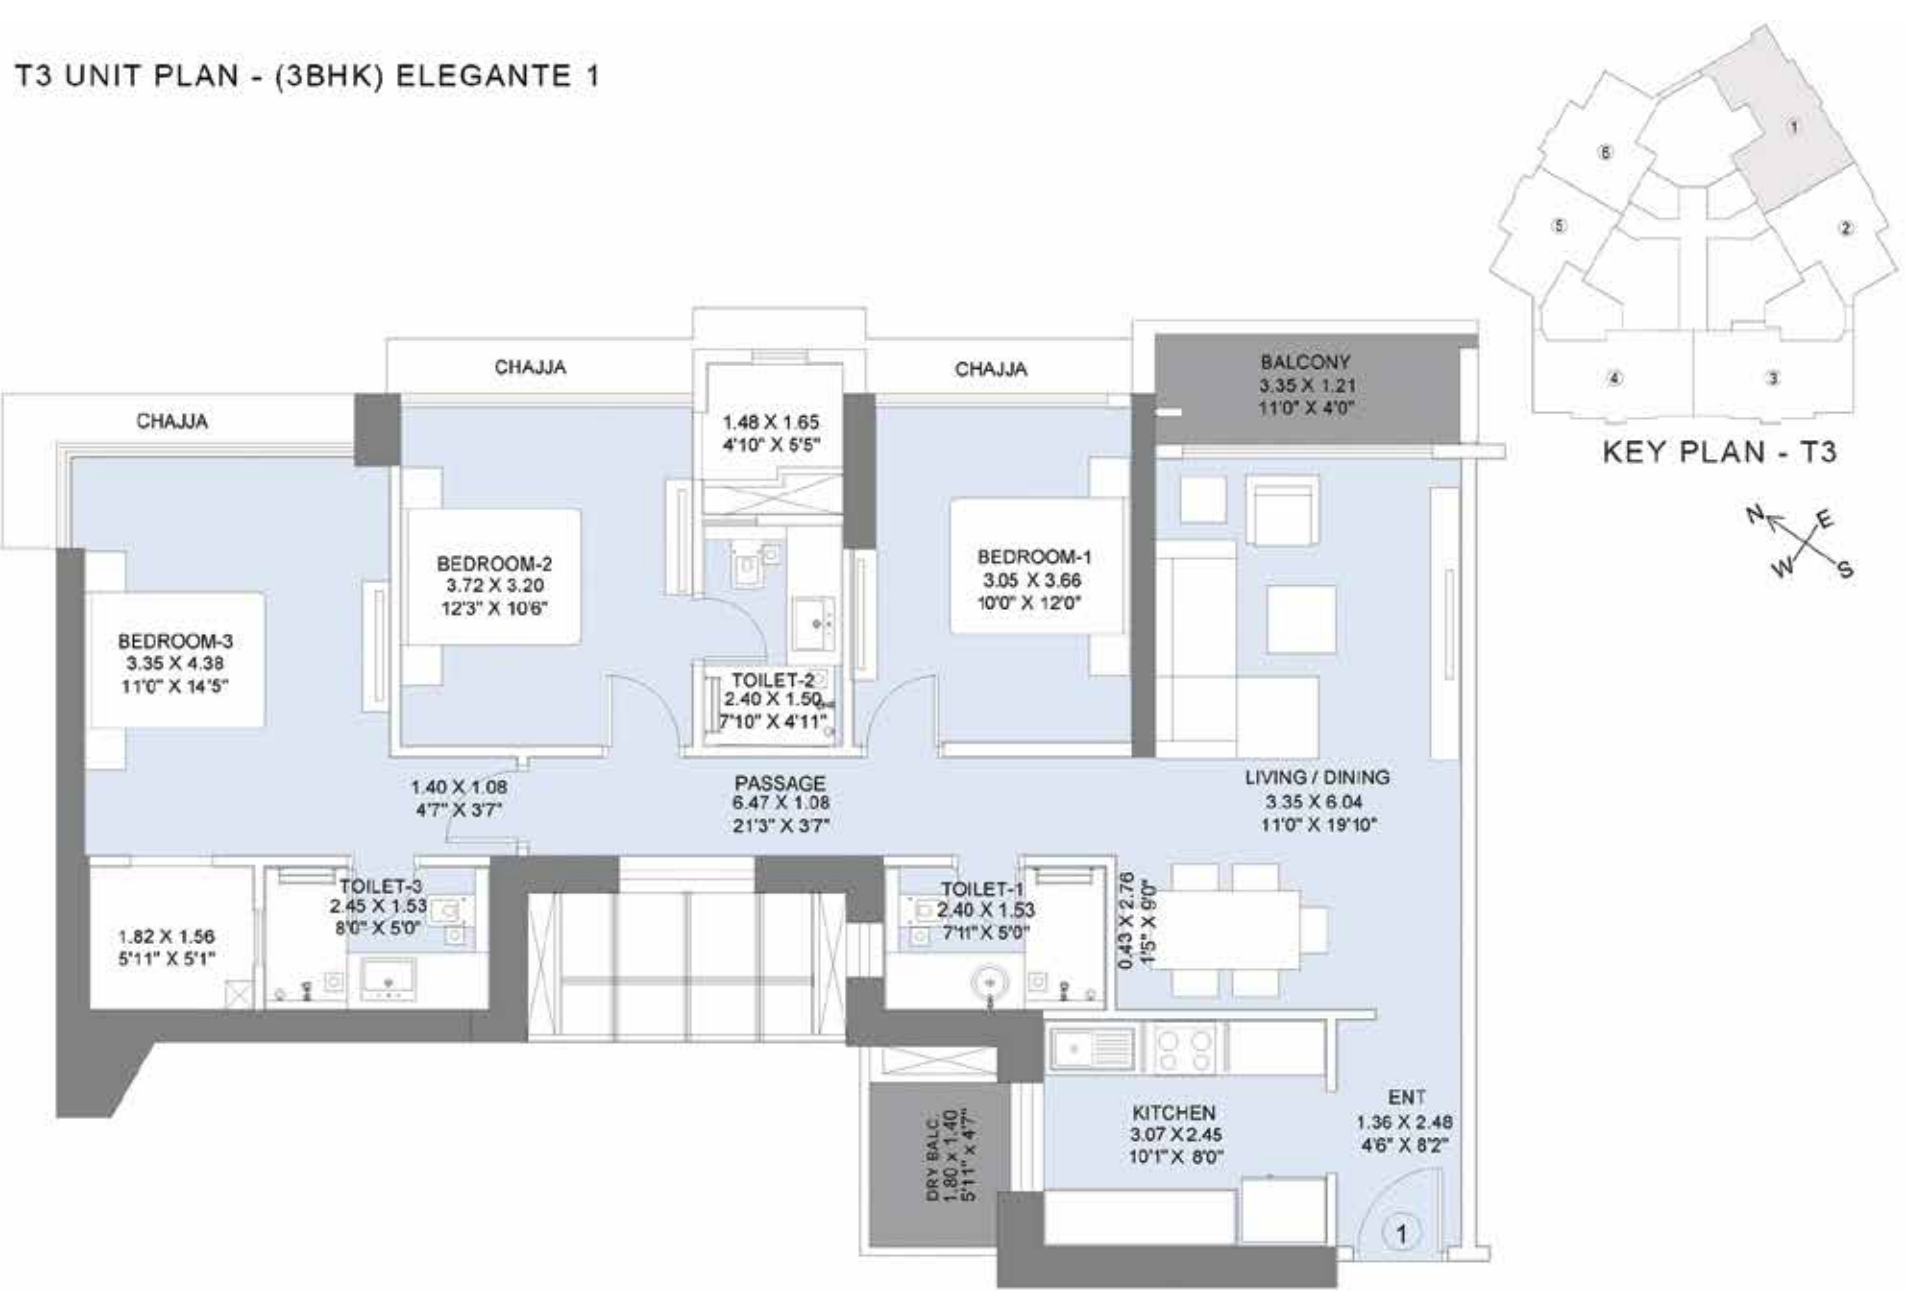 T3 UNIT PLAN - (3BHK) ELEGANTE 1
1
6
5
2
4
3
KEY PLAN - T3
N
E
W
S
CHAJJA
CHAJJA
CHAJJA
BALCONY
3.35 X 1.21
11'0" X 4'0"
1.48 X 1.65
4'10" X 5'5"
BEDROOM-3
3.35 X 4.38
11'0" X 14'5"
BEDROOM-2
3.72 X 3.20
12'3" X 10'6"
BEDROOM-1
3.05 X 3.66
10'0" X 12'0"
TOILET-2
2.40 X 1.50
7'10" X 4'11"
1.40 X 1.08
4'7" X 3'7"
PASSAGE
6.47 X 1.08
21'3" X 3'7"
LIVING / DINING
3.35 X 6.04
11'0" X 19'10"
1.82 X 1.56
5'11" X 5'1"
TOILET-3
2.45 X 1.53
8'0" X 5'0"
TOILET-1
2.40 X 1.53
7'11" X 5'0"
0.43 X 2.76
1'5" X 9'0"
DRY BALC.
1.80 x 1.40
5'11" x 4'7"
KITCHEN
3.07 X 2.45
10'1" X 8'0"
ENT
1.36 X 2.48
4'6" X 8'2"
1